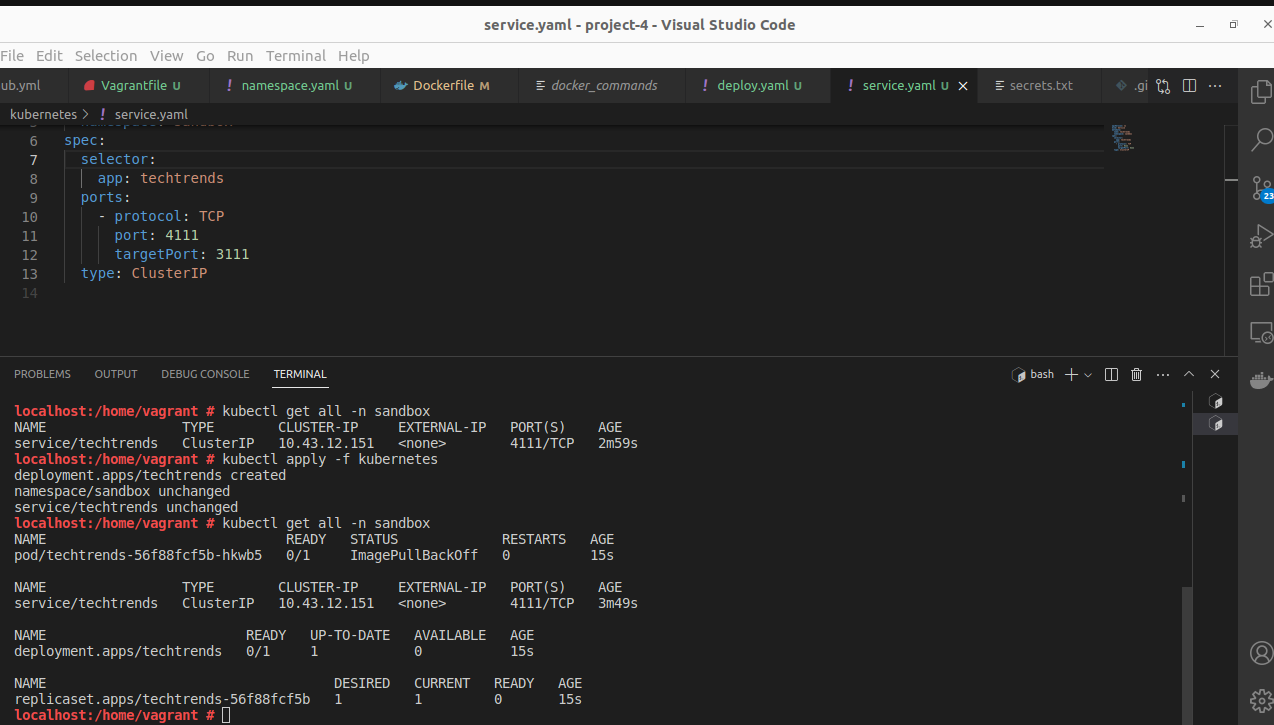 service.yaml - project-4 - Visual Studio Code
File Edit Selection View Go Run Terminal Help
ub.yml Vagrantfile U ! namespace.yaml U Dockerfile M docker_commands ! deploy.yaml U ! service.yaml U secrets.txt .gi
kubernetes > ! service.yaml
6 spec:
7 selector:
8 app: techtrends
9 ports:
10 - protocol: TCP
11 port: 4111
12 targetPort: 3111
13 type: ClusterIP
14
23
PROBLEMS OUTPUT DEBUG CONSOLE TERMINAL bash
localhost:/home/vagrant # kubectl get all -n sandbox
NAME TYPE CLUSTER-IP EXTERNAL-IP PORT(S) AGE
service/techtrends ClusterIP 10.43.12.151 <none> 4111/TCP 2m59s
localhost:/home/vagrant # kubectl apply -f kubernetes
deployment.apps/techtrends created
namespace/sandbox unchanged
service/techtrends unchanged
localhost:/home/vagrant # kubectl get all -n sandbox
NAME READY STATUS RESTARTS AGE
pod/techtrends-56f88fcf5b-hkwb5 0/1 ImagePullBackOff 0 15s
NAME TYPE CLUSTER-IP EXTERNAL-IP PORT(S) AGE
service/techtrends ClusterIP 10.43.12.151 <none> 4111/TCP 3m49s
NAME READY UP-TO-DATE AVAILABLE AGE
deployment.apps/techtrends 0/1 1 0 15s
NAME DESIRED CURRENT READY AGE
replicaset.apps/techtrends-56f88fcf5b 1 1 0 15s
localhost:/home/vagrant #